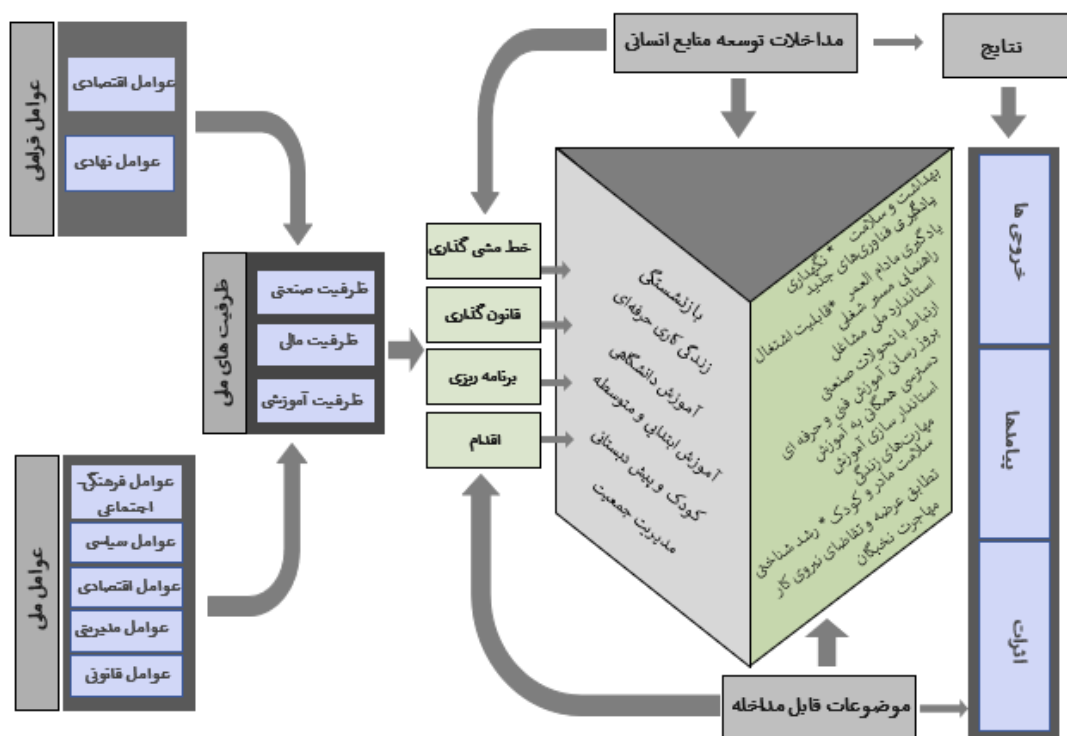 نتایج
مداخلات توسعه منابع انسانی
عوامل فراملی
عوامل اقتصادی
عوامل نهادی
ظرفیت های ملی
ظرفیت صنعتی
ظرفیت مالی
ظرفیت آموزشی
عوامل ملی
عوامل فرهنگی-
اجتماعی
عوامل سیاسی
عوامل اقتصادی
عوامل مدیریتی
عوامل قانونی
خط مشی گذاری
قانون گذاری
برنامه ریزی
اقدام
بازنشستگی
زندگی کاری حرفه‌ای
آموزش دانشگاهی
آموزش ابتدایی و متوسطه
کودک و پیش دبستانی
مدیریت جمعیت
بهداشت و سلامت * نگهداری
یادگیری فناوری‌های جدید
یادگیری مادام العمر * قابلیت اشتغال
راهنمای مسیر شغلی
استاندارد ملی مشاغل
ارتباط با تحولات صنعتی
بروز رسانی آموزش فنی و حرفه ای
دسترسی همگانی به آموزش
استاندار سازی آموزش
مهارت‌های زندگی
سلامت مادر و کودک * رشد شناختی
تطابق عرضه و تقاضای نیروی کار
مهاجرت نخبگان
خروجی ها
پیامدها
اثرات
موضوعات قابل مداخله